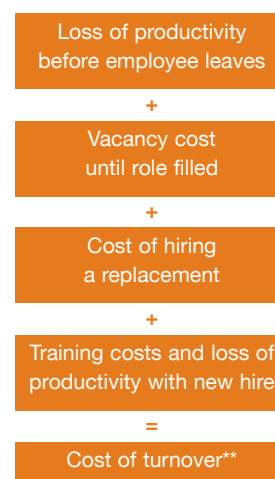 Loss of productivity
before employee leaves
+
Vacancy cost
until role filled
+
Cost of hiring
a replacement
+
Training costs and loss of
productivity with new hire
=
Cost of turnover**